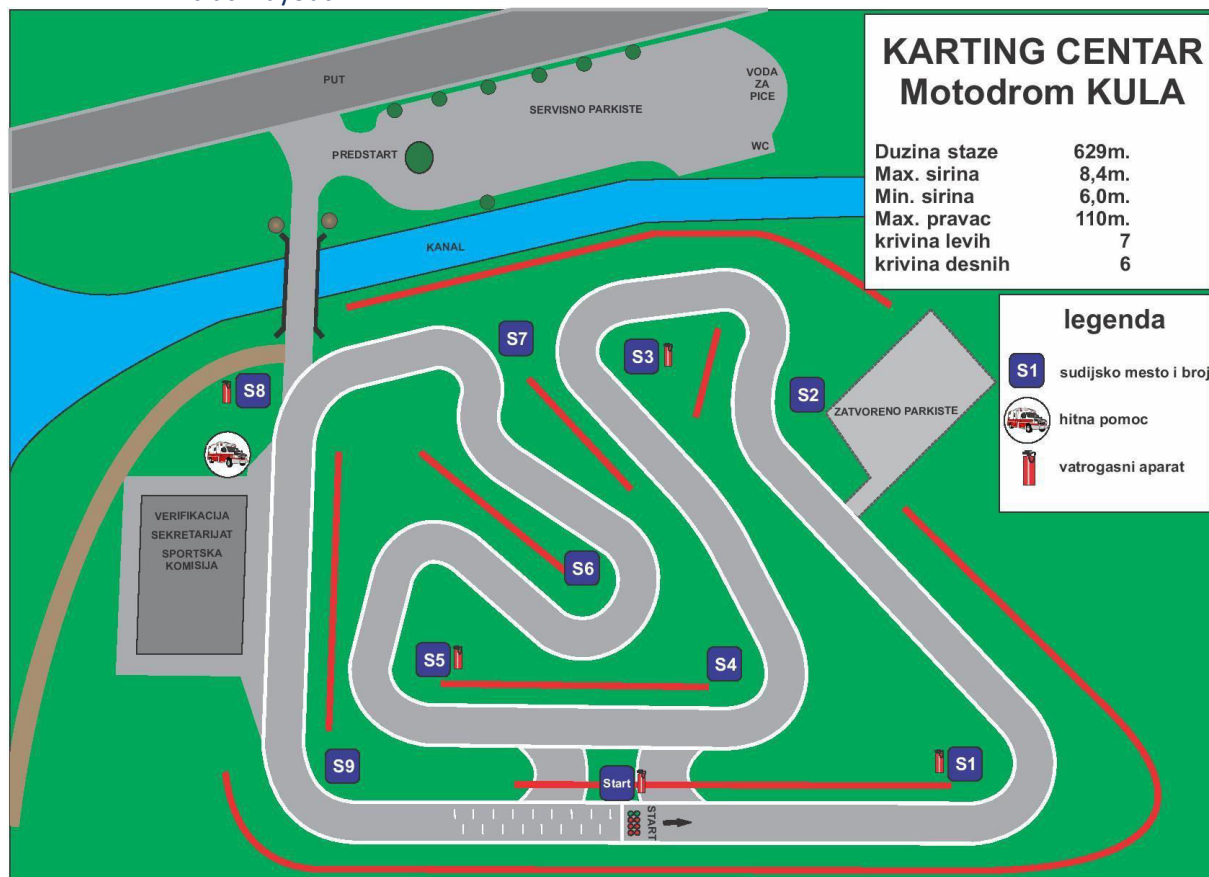 KARTING CENTAR
Motodrom KULA
Duzina staze 629m.
Max. sirina 8,4m.
Min. sirina 6,0m.
Max. pravac 110m.
krivina levih 7
krivina desnih 6
legenda
S1 sudijsko mesto i broj
hitna pomoc
vatrogasni aparat
PUT
VODA
ZA
PICE
SERVISNO PARKISTE
PREDSTART
WC
KANAL
S7
S3
S8
S2
ZATVORENO PARKISTE
VERIFIKACIJA
SEKRETARIJAT
SPORTSKA
KOMISIJA
S6
S5
S4
S9
Start
S1
START